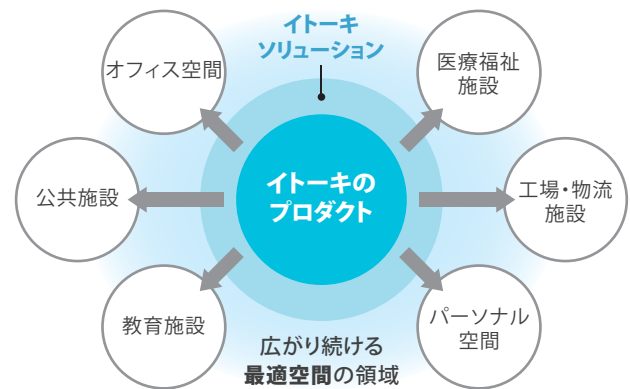 イトーキ
ソリューション
オフィス空間
医療福祉
施設
公共施設
イトーキの
プロダクト
工場・物流
施設
教育施設
パーソナル
空間
広がり続ける
最適空間の領域